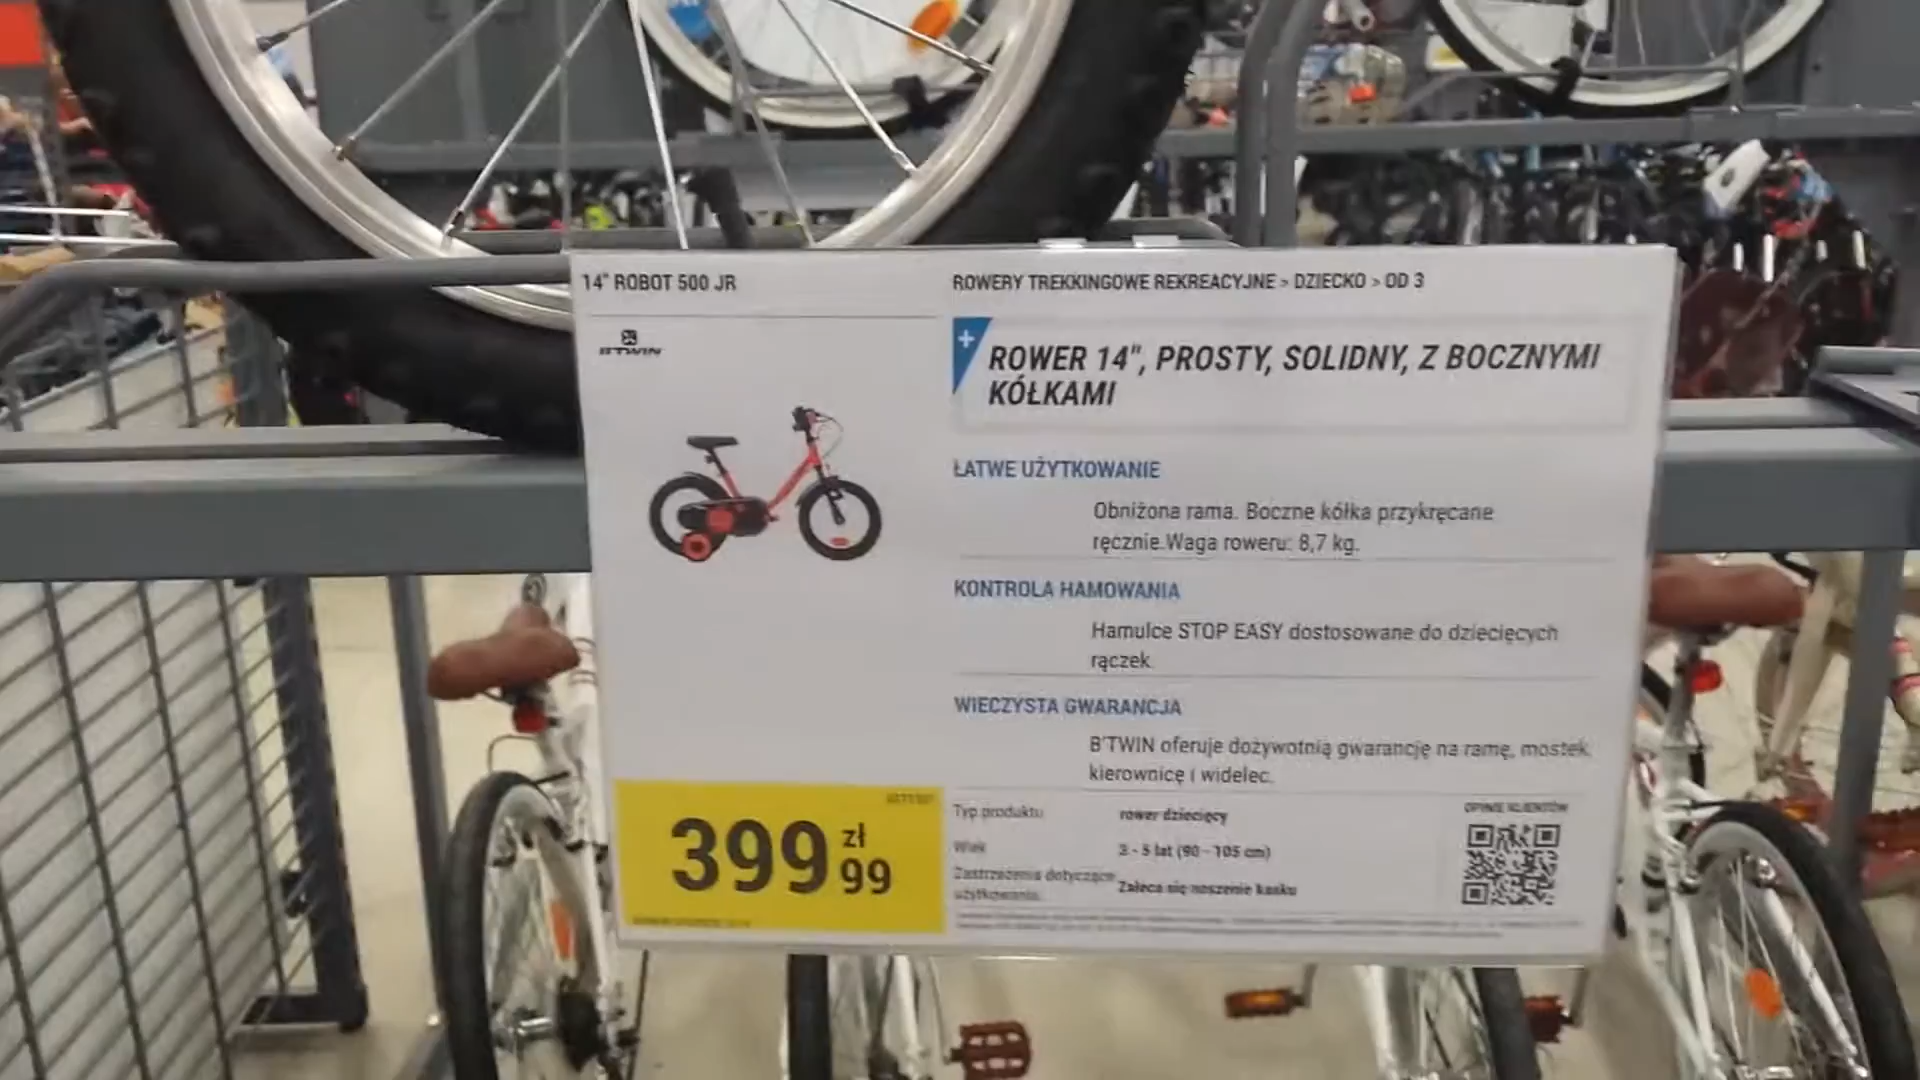 14" ROBOT 500 JR
ROWERY TREKKINGOWE REKREACYJNE > DZIECKO > OD 3
B'TWIN
ROWER 14", PROSTY, SOLIDNY, Z BOCZNYMI
KÓŁKAMI
ŁATWE UŻYTKOWANIE
Obniżona rama. Boczne kółka przykręcane
ręcznie.Waga roweru: 8,7 kg.
KONTROLA HAMOWANIA
Hamulce STOP EASY dostosowane do dziecięcych
rączek.
WIECZYSTA GWARANCJA
B'TWIN oferuje dożywotnią gwarancję na ramę, mostek,
kierownicę i widelec.
399 zł 99
Typ produktu rower dziecięcy
Wiek 3 - 5 lat (90 - 105 cm)
Zastrzeżenia dotyczące
użytkowania. Zaleca się noszenie kasku
OPINIE KLIENTÓW